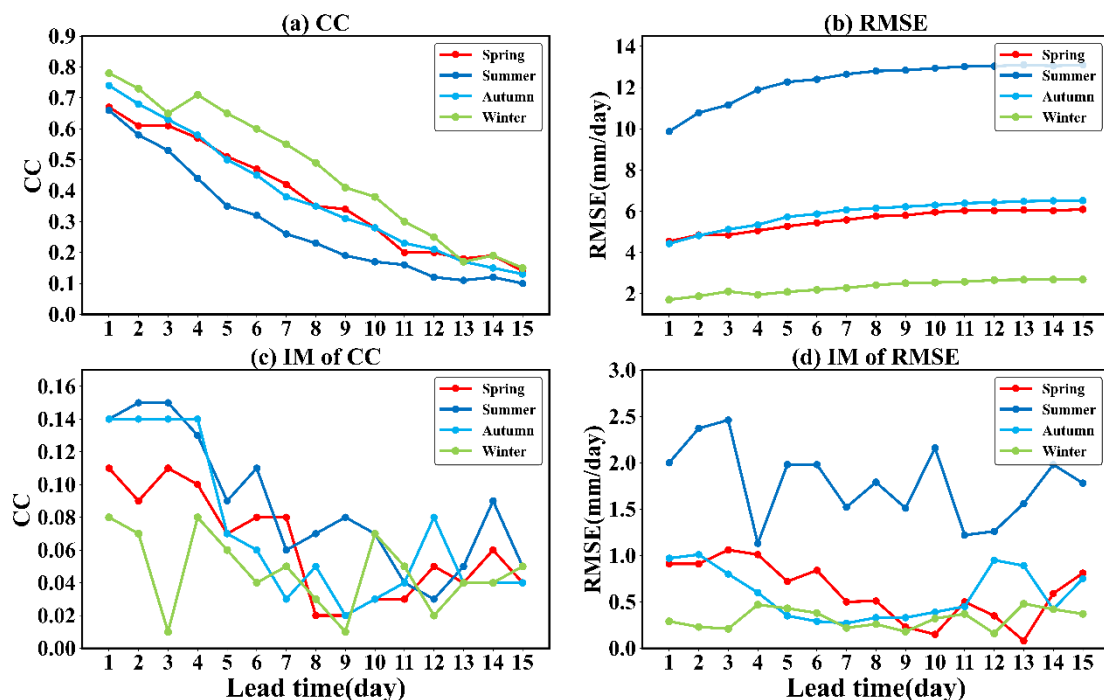 (a) CC
CC
0.9
0.8
0.7
0.6
0.5
0.4
0.3
0.2
0.1
0.0
Spring
Summer
Autumn
Winter
1 2 3 4 5 6 7 8 9 10 11 12 13 14 15
(b) RMSE
RMSE(mm/day)
14
12
10
8
6
4
2
Spring
Summer
Autumn
Winter
1 2 3 4 5 6 7 8 9 10 11 12 13 14 15
(c) IM of CC
CC
0.16
0.14
0.12
0.10
0.08
0.06
0.04
0.02
0.00
Spring
Summer
Autumn
Winter
1 2 3 4 5 6 7 8 9 10 11 12 13 14 15
Lead time(day)
(d) IM of RMSE
RMSE(mm/day)
3.0
2.5
2.0
1.5
1.0
0.5
0.0
Spring
Summer
Autumn
Winter
1 2 3 4 5 6 7 8 9 10 11 12 13 14 15
Lead time(day)